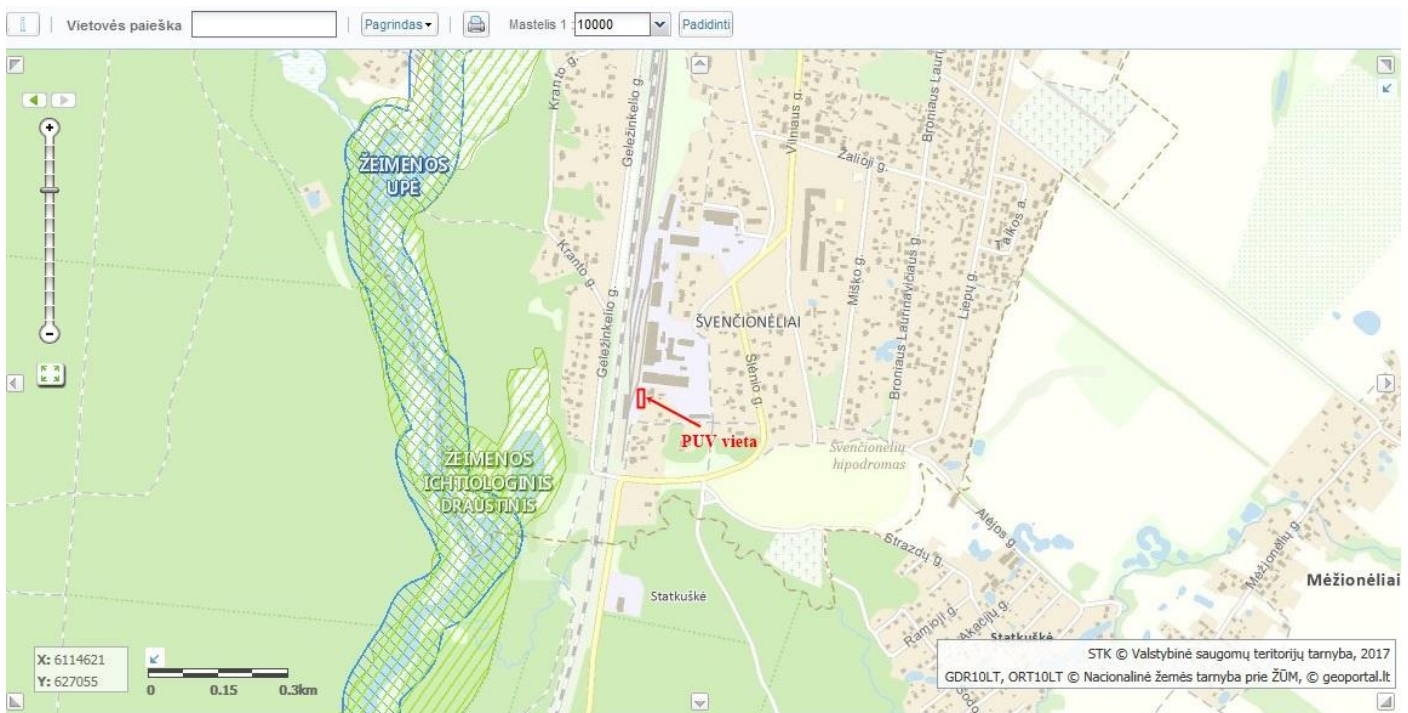 Vietovės paieška
Pagrindas
Mastelis 1 :
10000
Padidinti
Kranto g.
Geležinkelio g.
Vilniaus g.
Broniaus Lauri
Žalioji g.
ŽEIMENOS
UPĖ
Taikos a.
Kranto g.
Miško g.
Broniaus Laurinavičiaus g.
Liepų g.
Geležinkelio g.
ŠVENČIONĖLIAI
Šlėnio g.
PUV vieta
Švenčionėlių
hipodromas
ŽEIMENOS
ICHTIOLOGINIS
DRAUSTINIS
Alėjos g.
Strazdų g.
Mėžionėlių g.
Mėžionėliai
Statkuškė
Ramioji g.
Akacijų g.
Statkuškė
X: 6114621
Y: 627055
0 0.15 0.3km
STK © Valstybinė saugomų teritorijų tarnyba, 2017
GDR10LT, ORT10LT © Nacionalinė žemės tarnyba prie ŽŪM, © geoportal.lt